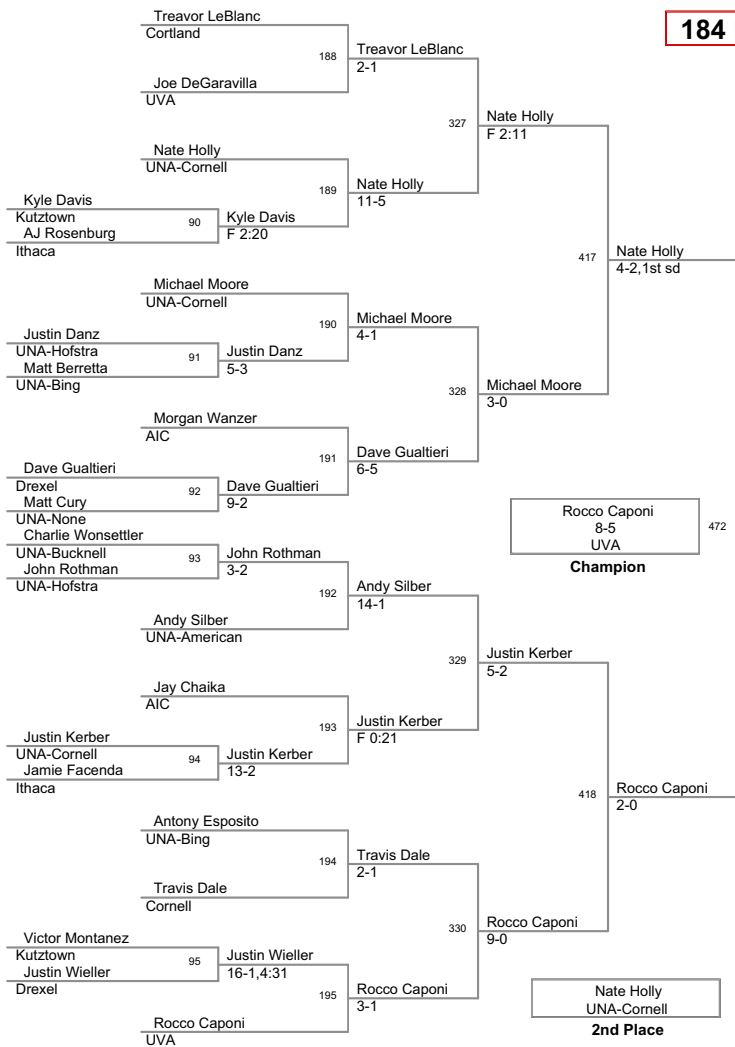 184
Treavor LeBlanc
Cortland
188
Treavor LeBlanc
2-1
Joe DeGaravilla
UVA
327
Nate Holly
F 2:11
Nate Holly
UNA-Cornell
189
Nate Holly
11-5
Kyle Davis
Kutztown
90
Kyle Davis
F 2:20
AJ Rosenburg
Ithaca
417
Nate Holly
4-2,1st sd
Michael Moore
UNA-Cornell
190
Michael Moore
4-1
Justin Danz
UNA-Hofstra
91
Justin Danz
5-3
Matt Berretta
UNA-Bing
328
Michael Moore
3-0
Morgan Wanzer
AIC
191
Dave Gualtieri
6-5
Dave Gualtieri
Drexel
92
Dave Gualtieri
9-2
Matt Cury
UNA-None
Rocco Caponi
8-5
UVA
472
Champion
Charlie Wonsettler
UNA-Bucknell
93
John Rothman
3-2
John Rothman
UNA-Hofstra
192
Andy Silber
14-1
Andy Silber
UNA-American
329
Justin Kerber
5-2
Jay Chaika
AIC
193
Justin Kerber
F 0:21
Justin Kerber
UNA-Cornell
94
Justin Kerber
13-2
Jamie Facenda
Ithaca
418
Rocco Caponi
2-0
Antony Esposito
UNA-Bing
194
Travis Dale
2-1
Travis Dale
Cornell
330
Rocco Caponi
9-0
Victor Montanez
Kutztown
95
Justin Wieller
16-1,4:31
Justin Wieller
Drexel
195
Rocco Caponi
3-1
Rocco Caponi
UVA
Nate Holly
UNA-Cornell
2nd Place